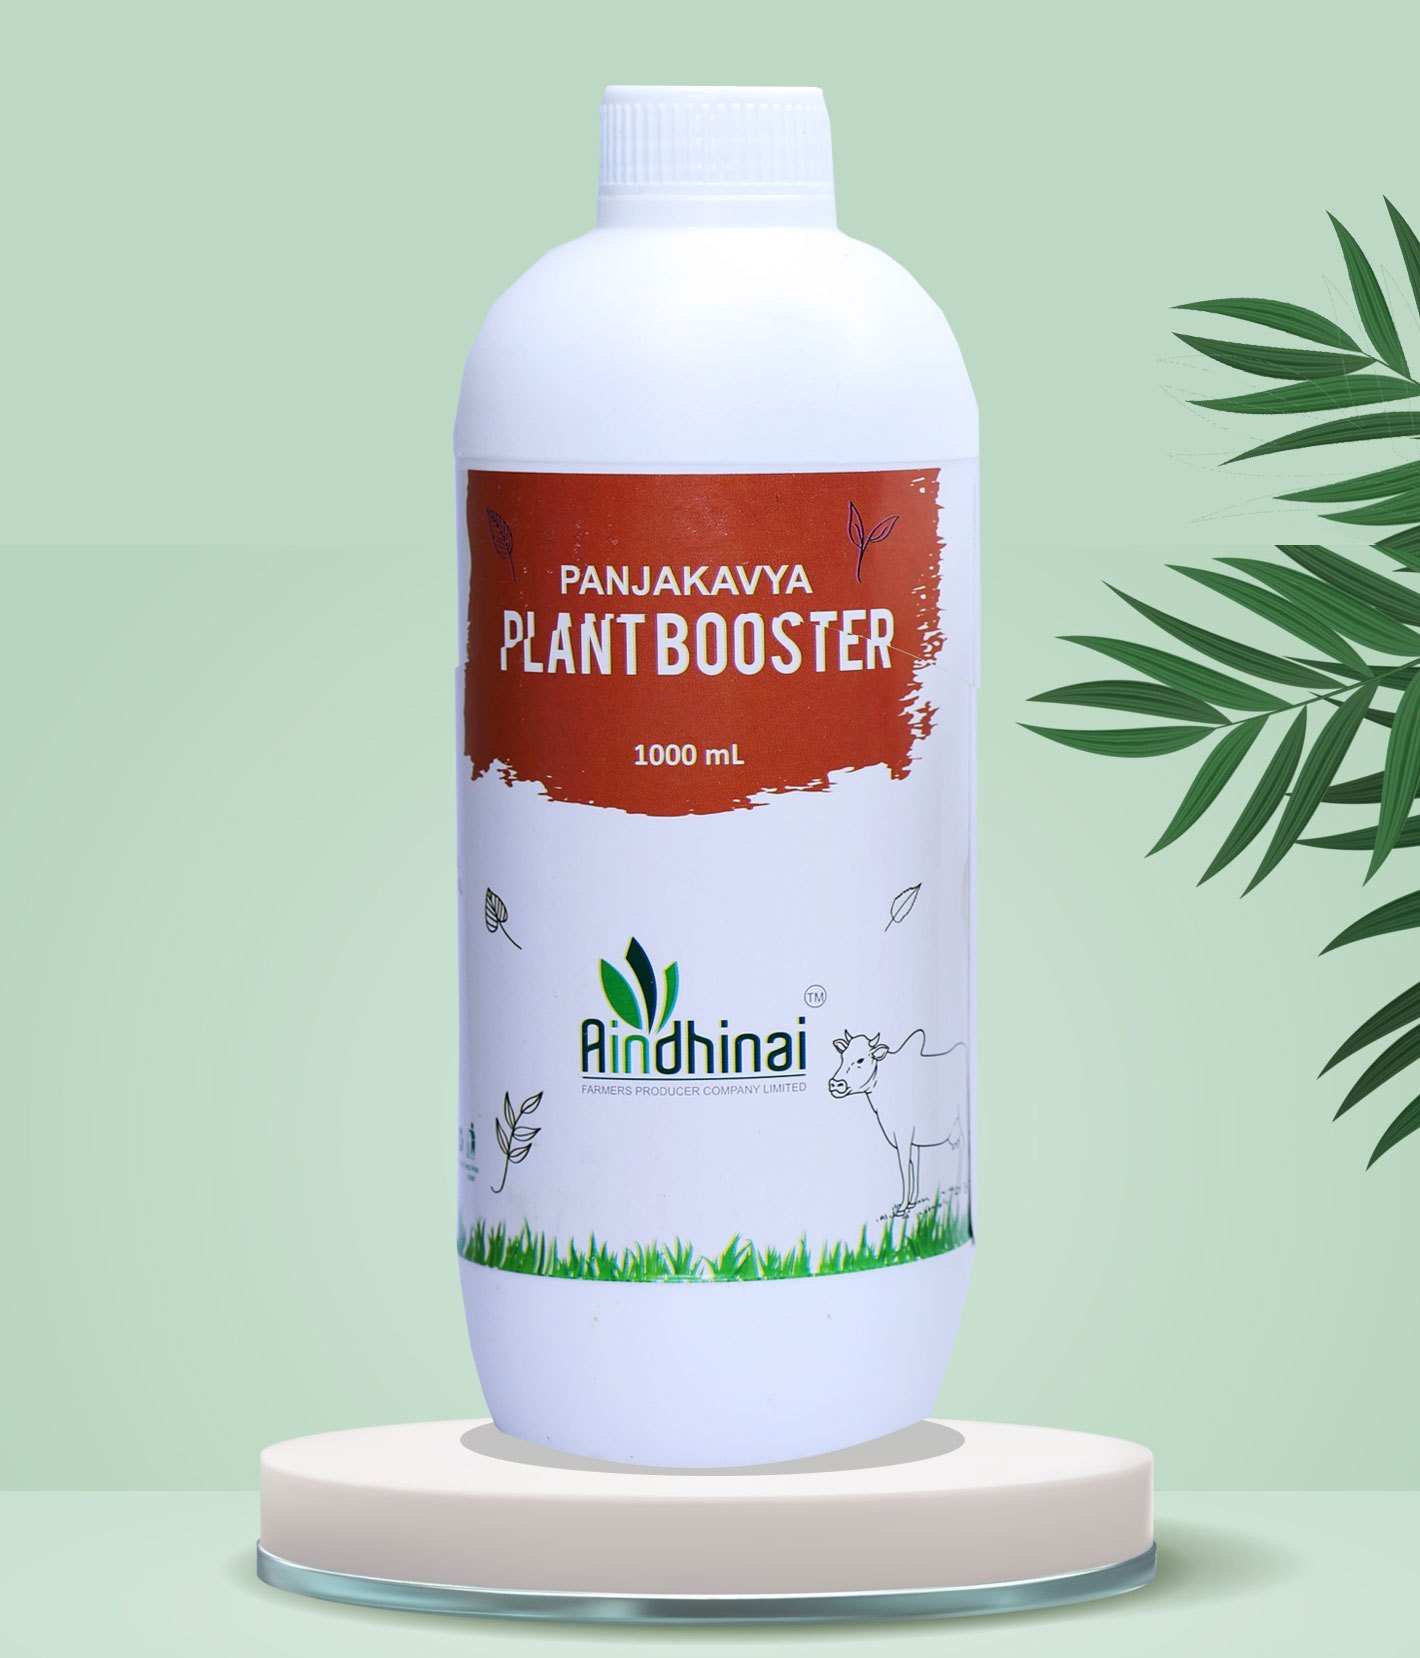 PANJAKAVYA
PLANT BOOSTER
1000 mL
TM
Aindhinai
FARMERS PRODUCER COMPANY LIMITED